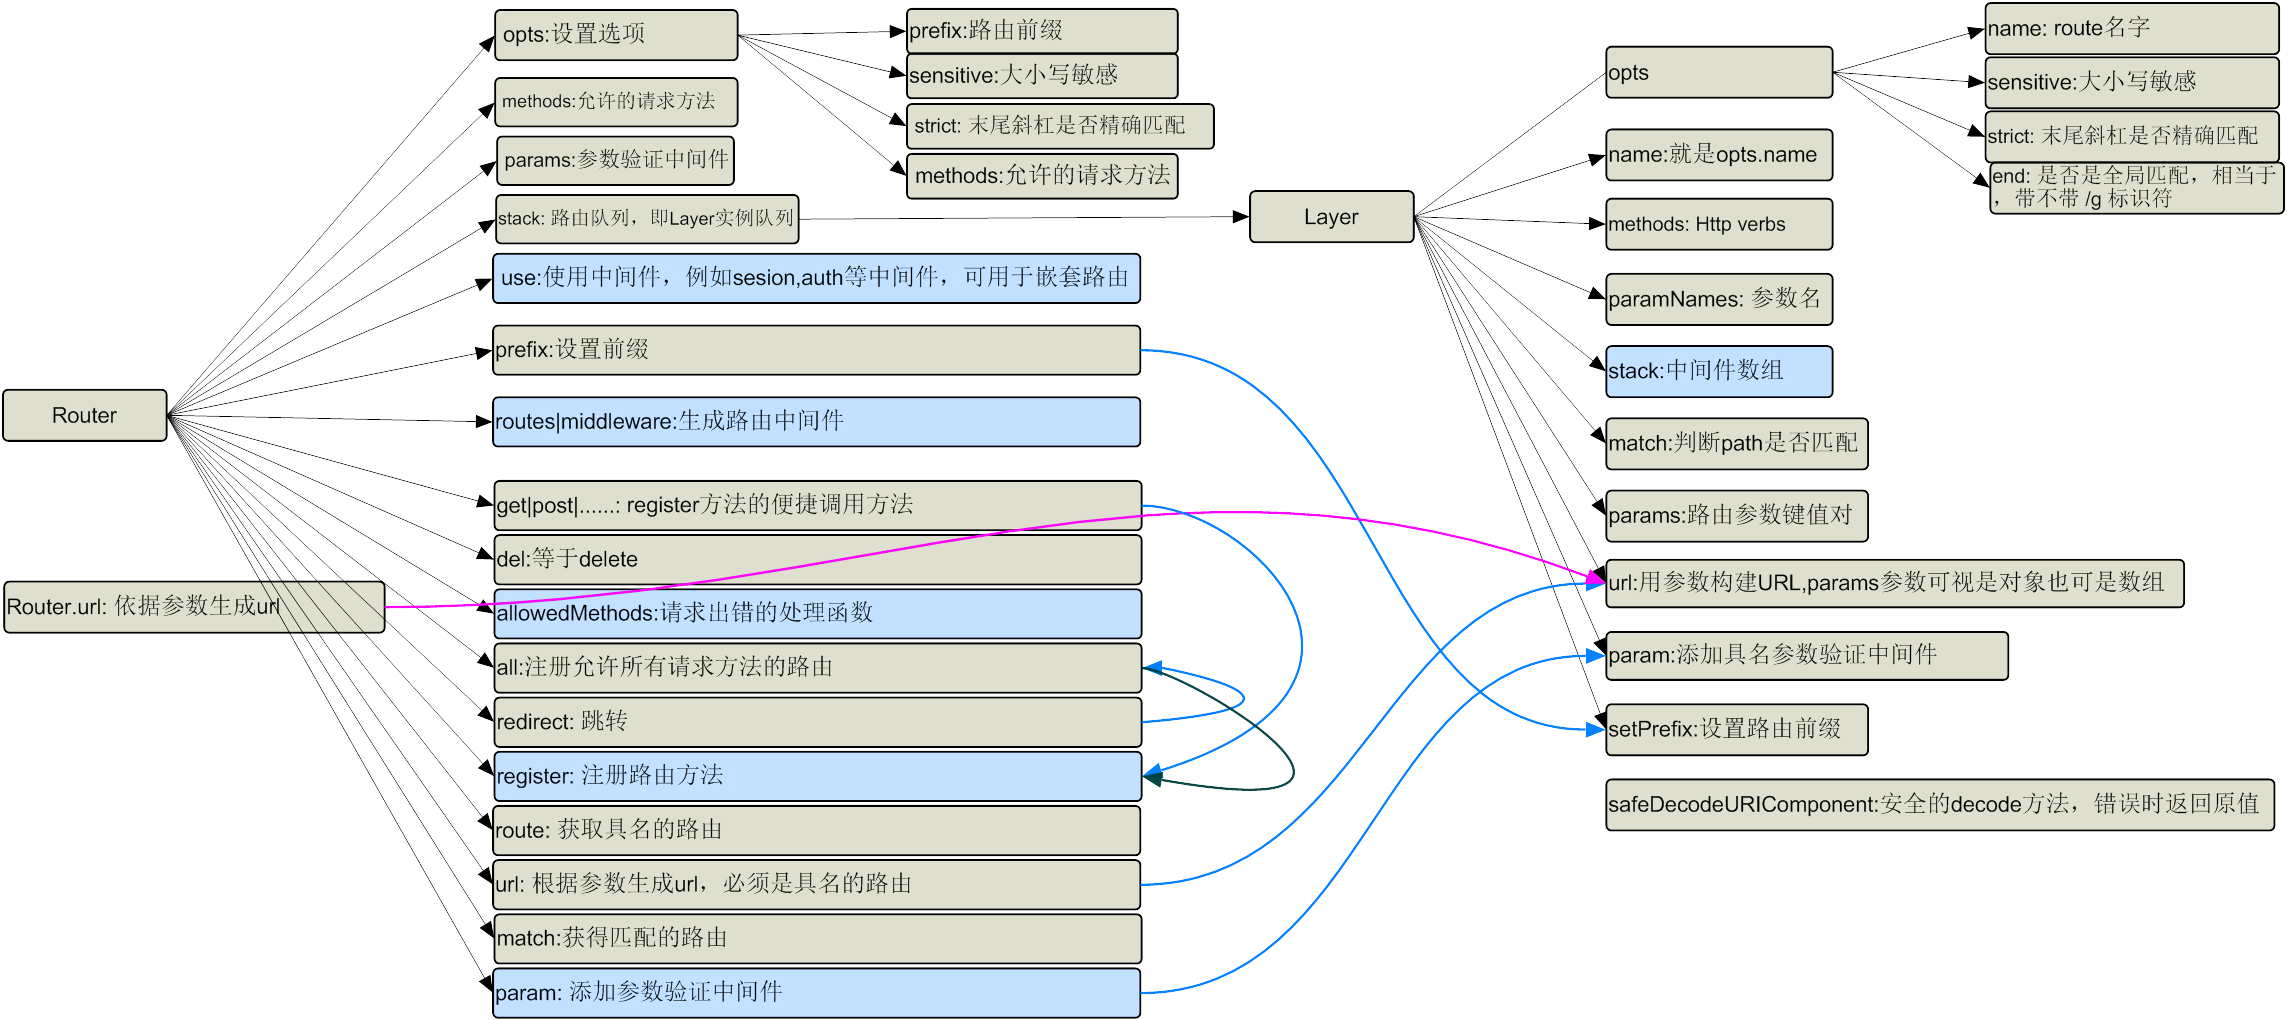 Router
Router.url: 依据参数生成url
opts:设置选项
methods:允许的请求方法
params:参数验证中间件
stack: 路由队列，即Layer实例队列
use:使用中间件，例如sesion,auth等中间件，可用于嵌套路由
prefix:设置前缀
routes|middleware:生成路由中间件
get|post|......: register方法的便捷调用方法
del:等于delete
allowedMethods:请求出错的处理函数
all:注册允许所有请求方法的路由
redirect: 跳转
register: 注册路由方法
route: 获取具名的路由
url: 根据参数生成url，必须是具名的路由
match:获得匹配的路由
param: 添加参数验证中间件
prefix:路由前缀
sensitive:大小写敏感
strict: 末尾斜杠是否精确匹配
methods:允许的请求方法
Layer
opts
name:就是opts.name
methods: Http verbs
paramNames: 参数名
stack:中间件数组
match:判断path是否匹配
params:路由参数键值对
url:用参数构建URL,params参数可视是对象也可是数组
param:添加具名参数验证中间件
setPrefix:设置路由前缀
safeDecodeURIComponent:安全的decode方法，错误时返回原值
name: route名字
sensitive:大小写敏感
strict: 末尾斜杠是否精确匹配
end: 是否是全局匹配，相当于
，带不带 /g 标识符